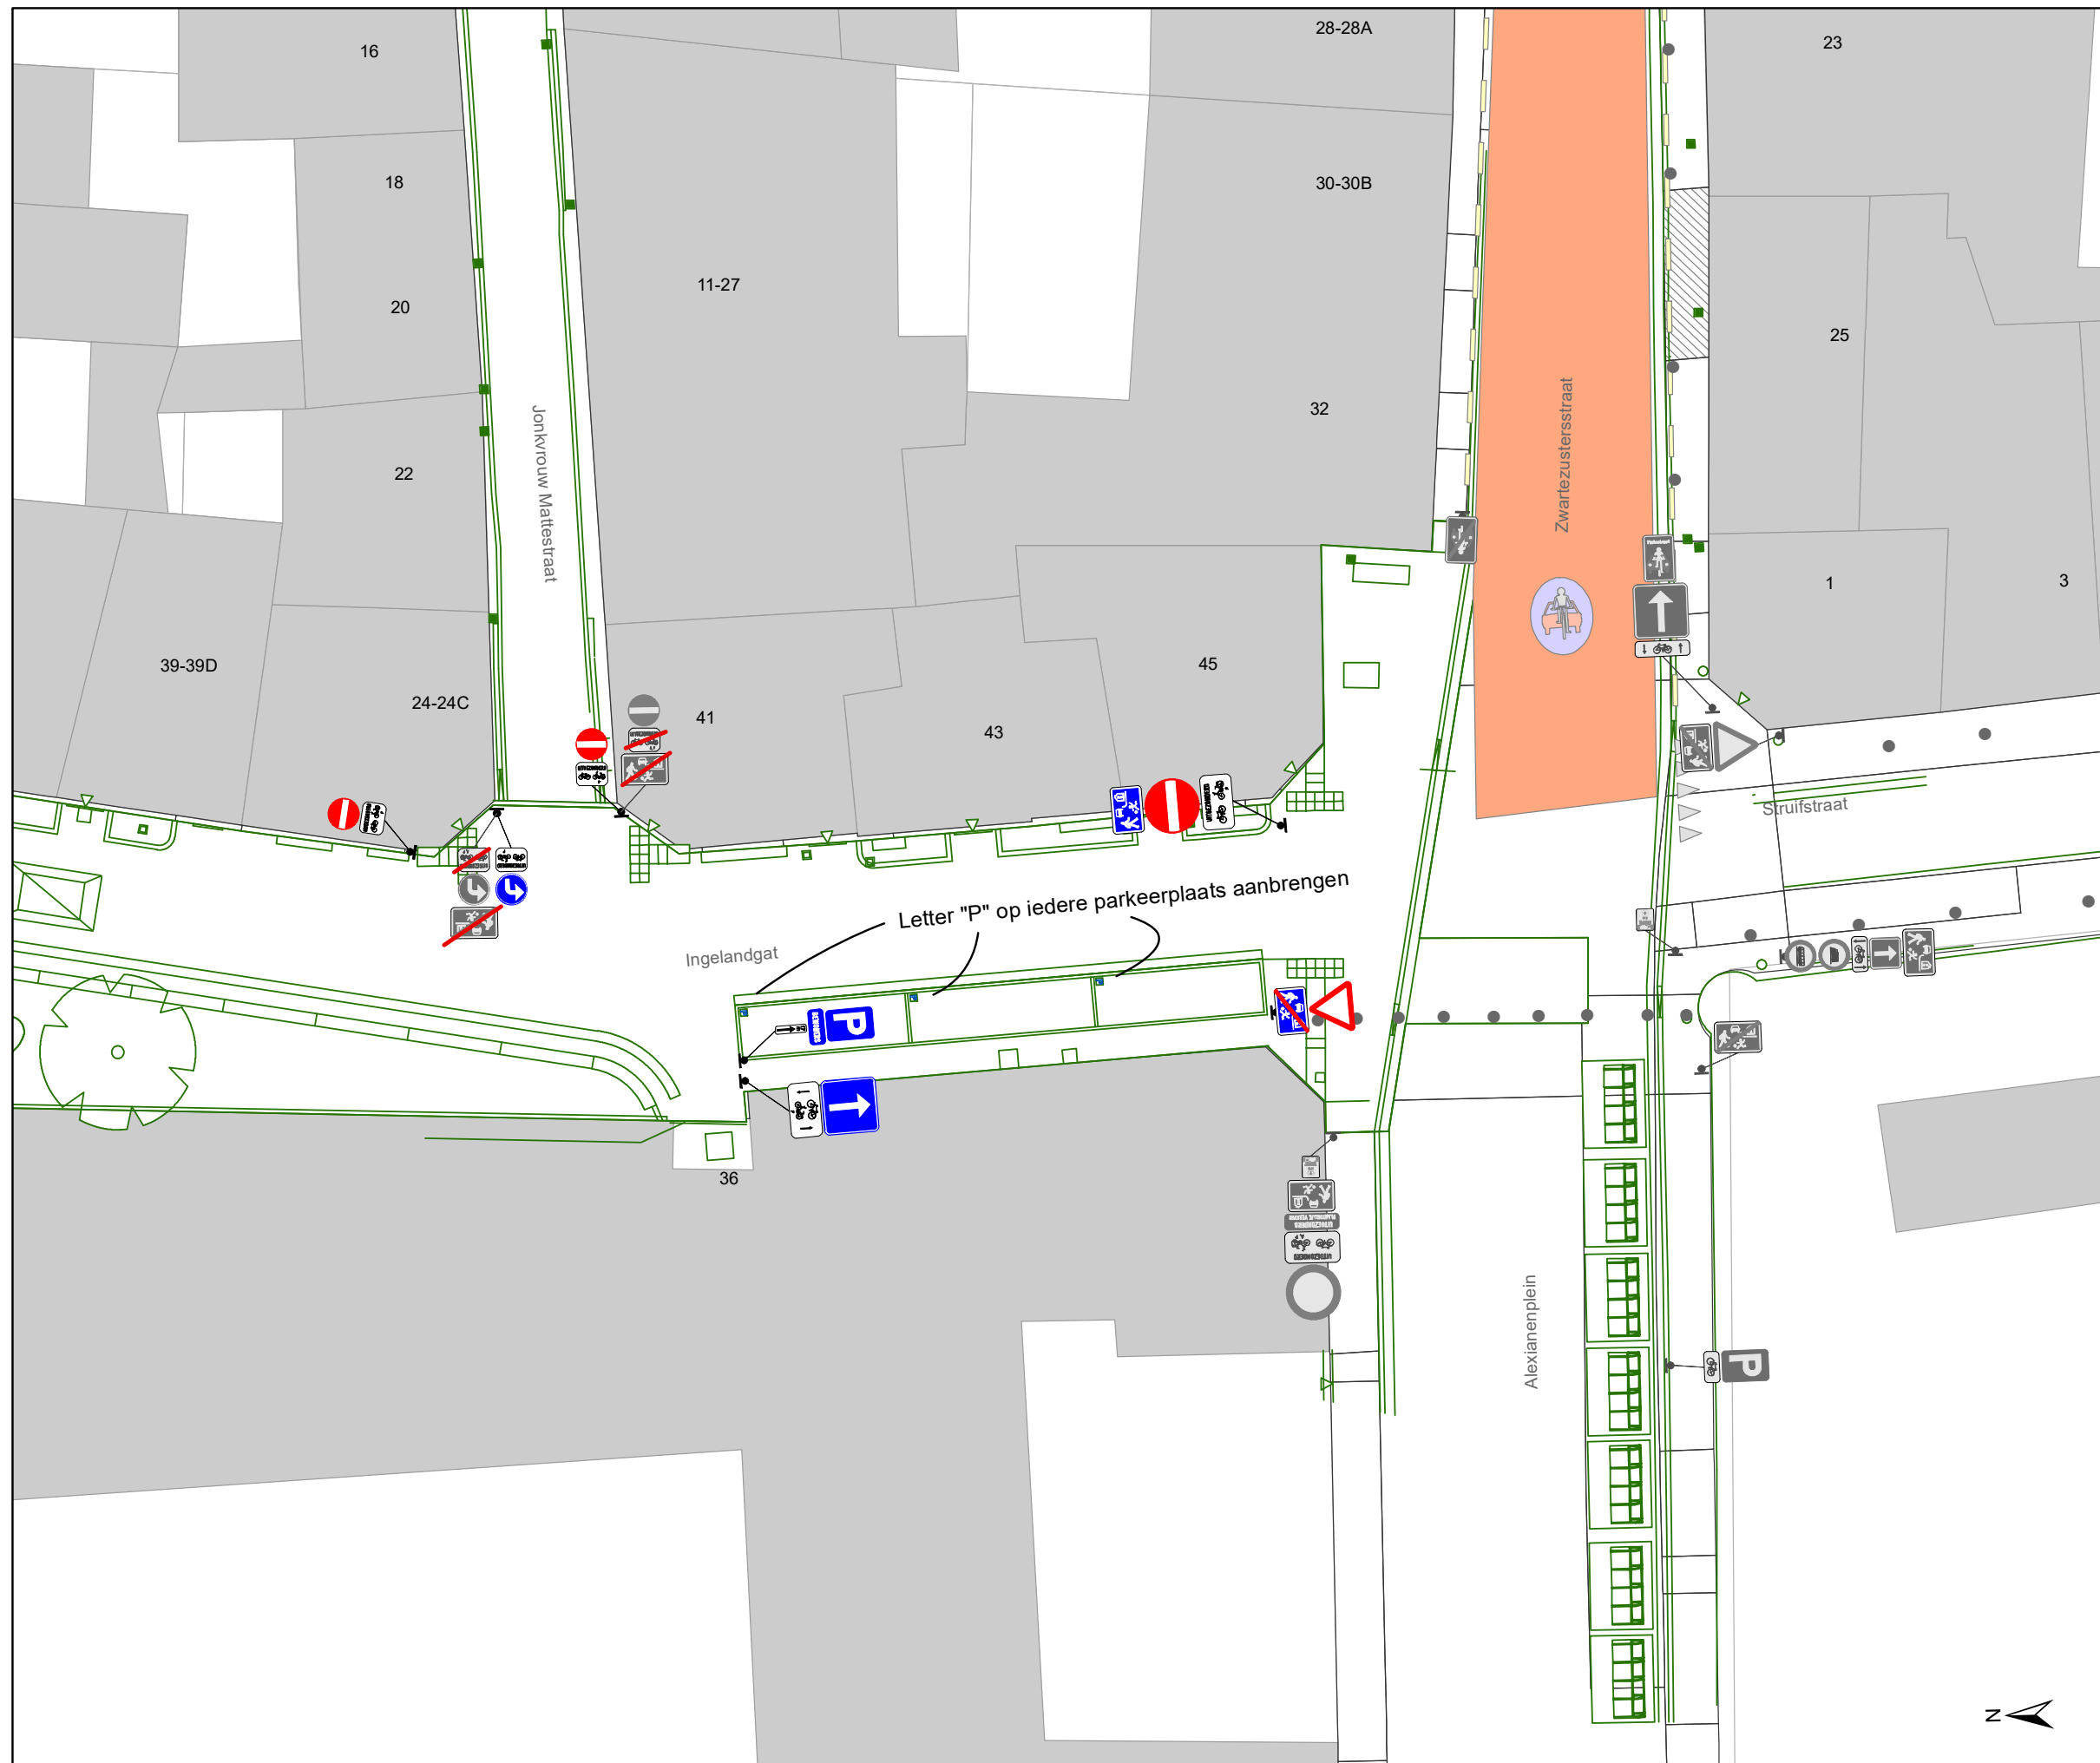 28-28A
23
16
30-30B
18
11-27
20
25
32
Zwartezustersstraat
Jonkvrouw Mattestraat
22
1
3
39-39D
45
24-24C
41
43
Struifstraat
Letter "P" op iedere parkeerplaats aanbrengen
Ingelandgat
P
36
Alexianenplein
P
N